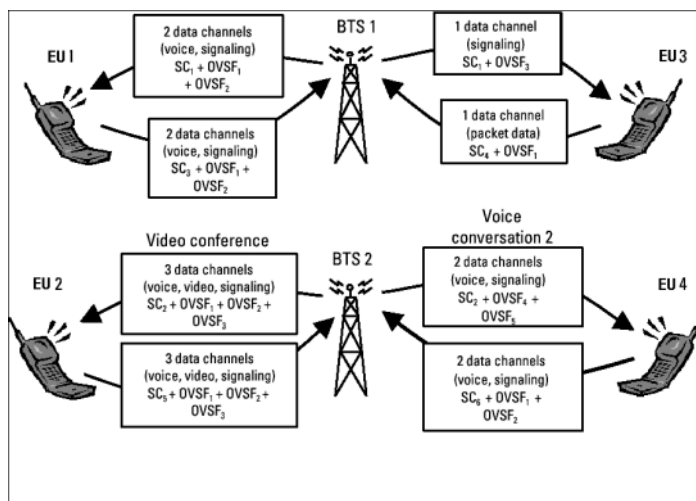 BTS 1
EU 1
2 data channels
(voice, signaling)
SC₁ + OVSF₁
+ OVSF₂
1 data channel
(signaling)
SC₁ + OVSF₃
EU 3
2 data channels
(voice, signaling)
SC₃ + OVSF₁ +
OVSF₂
1 data channel
(packet data)
SC₄ + OVSF₁
Video conference
BTS 2
Voice
conversation 2
EU 2
3 data channels
(voice, video, signaling)
SC₂ + OVSF₁ + OVSF₂ +
OVSF₃
2 data channels
(voice, signaling)
SC₂ + OVSF₄ +
OVSF₅
EU 4
3 data channels
(voice, video, signaling)
SC₅ + OVSF₁ + OVSF₂ +
OVSF₃
2 data channels
(voice, signaling)
SC₆ + OVSF₁ +
OVSF₂